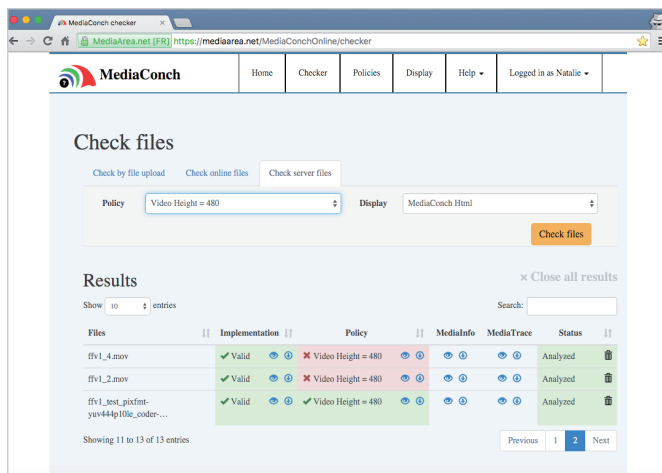 MediaConch checker
MediaArea.net [FR] https://mediaarea.net/MediaConchOnline/checker
MediaConch Home Checker Policies Display Help Logged in as Natalie
Check files
Check by file upload Check online files Check server files
Policy Video Height = 480 Display MediaConch Html
Check files
Results × Close all results
Show 10 entries Search:
Files Implementation Policy MediaInfo MediaTrace Status
ffv1_4.mov Valid Video Height = 480 Analyzed
ffv1_2.mov Valid Video Height = 480 Analyzed
ffv1_test_pixfmt- Valid Video Height = 480 Analyzed
yuv444p10le_coder-...
Showing 11 to 13 of 13 entries Previous 1 2 Next